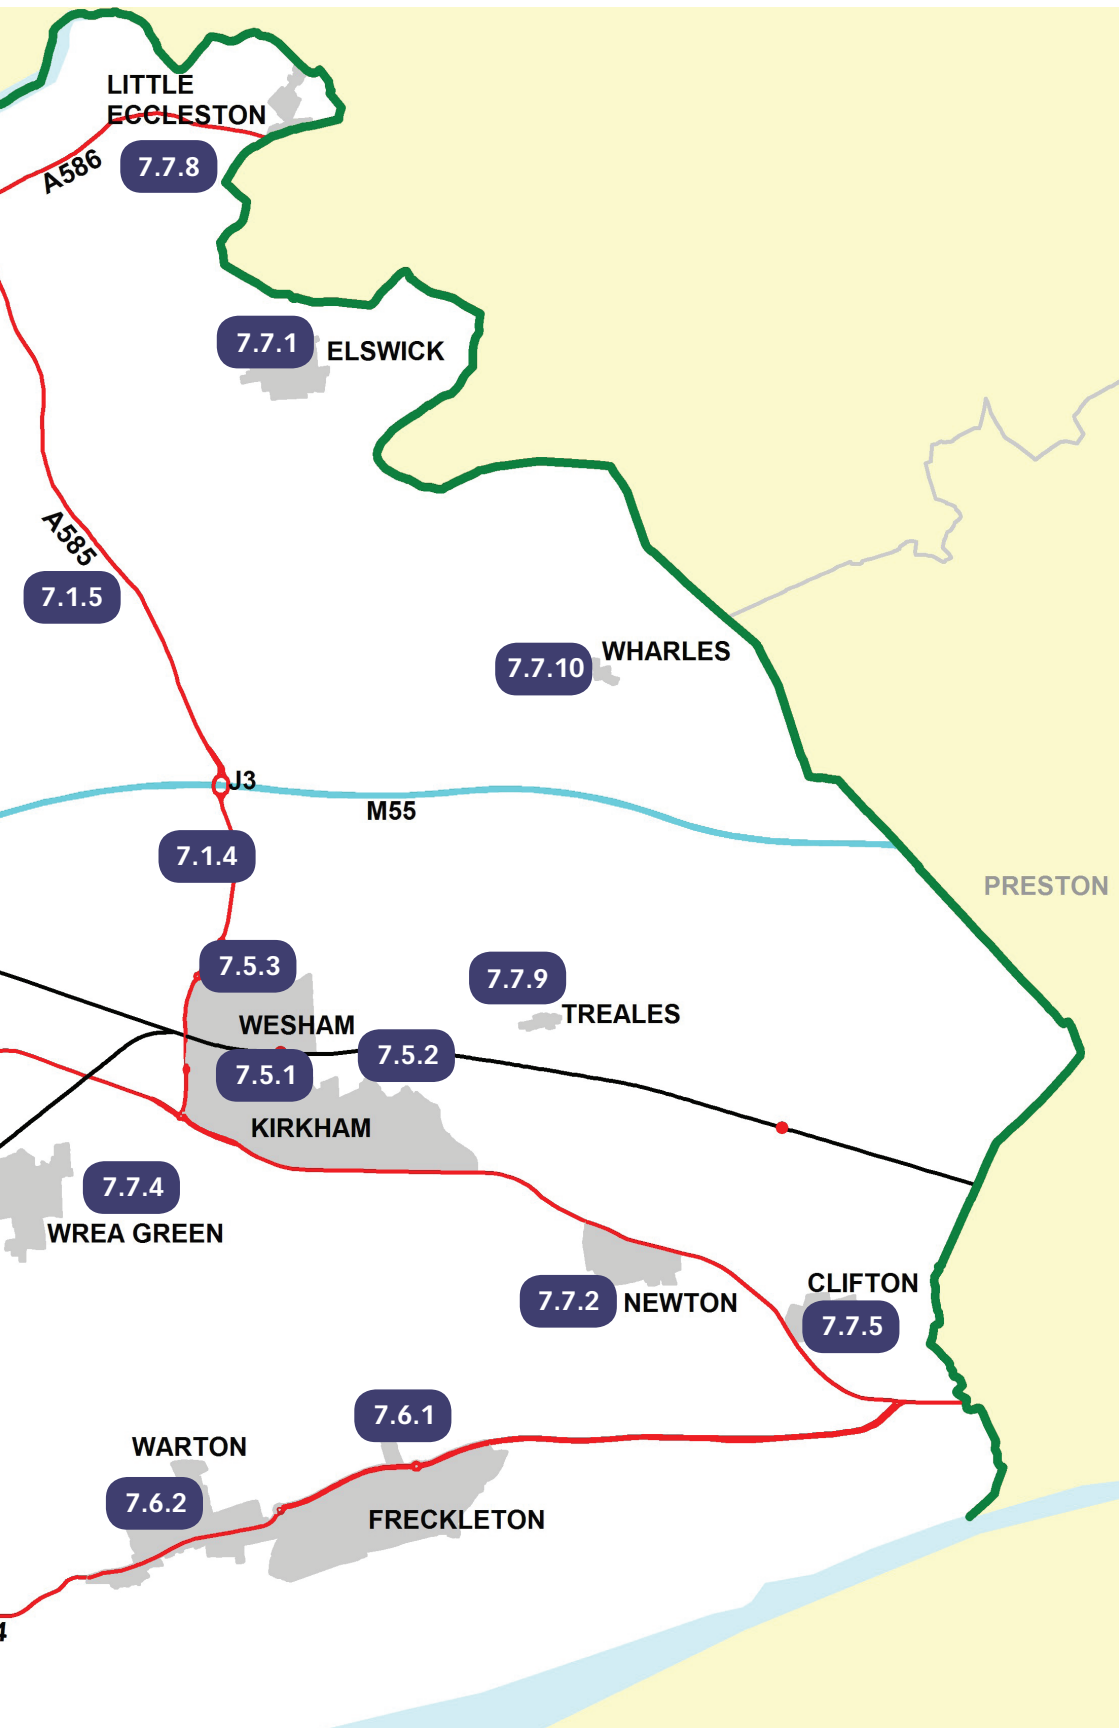 LITTLE
ECCLESTON
A586
7.7.8
7.7.1
ELSWICK
A585
7.1.5
WHARLES
7.7.10
J3
M55
7.1.4
PRESTON
7.5.3
7.7.9
TREALES
WESHAM
7.5.2
7.5.1
KIRKHAM
7.7.4
WREA GREEN
CLIFTON
7.7.2
NEWTON
7.7.5
7.6.1
WARTON
7.6.2
FRECKLETON
4